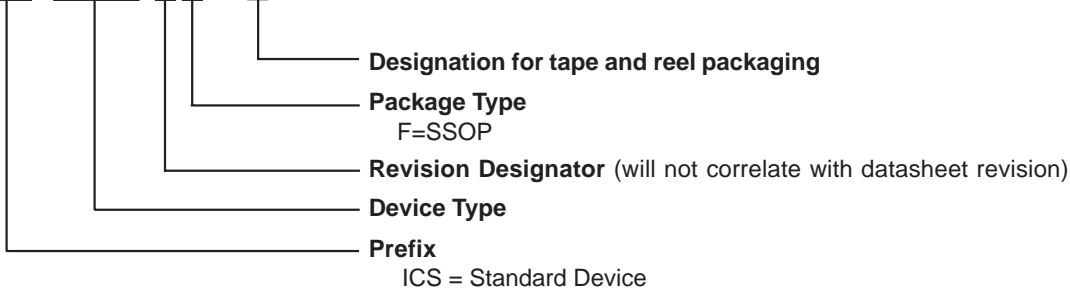 Designation for tape and reel packaging
Package Type
F=SSOP
Revision Designator (will not correlate with datasheet revision)
Device Type
Prefix
ICS = Standard Device